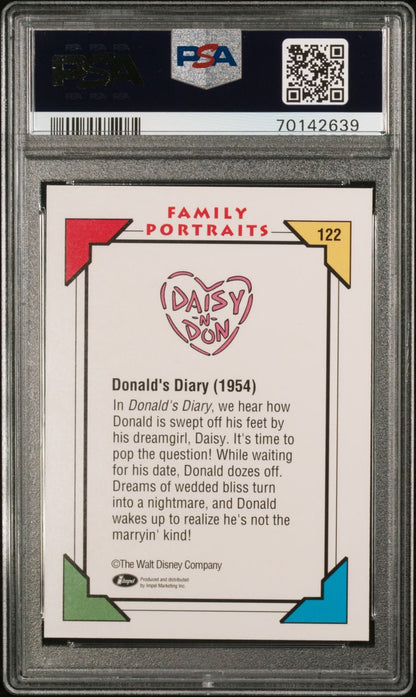 PSA
PSA
70142639
FAMILY
PORTRAITS
122
DAISY
-N-
DON
Donald's Diary (1954)
In Donald's Diary, we hear how
Donald is swept off his feet by
his dreamgirl, Daisy. It's time to
pop the question! While waiting
for his date, Donald dozes off.
Dreams of wedded bliss turn
into a nightmare, and Donald
wakes up to realize he's not the
marryin' kind!
©The Walt Disney Company
Impel
Produced and distributed
by Impel Marketing Inc.